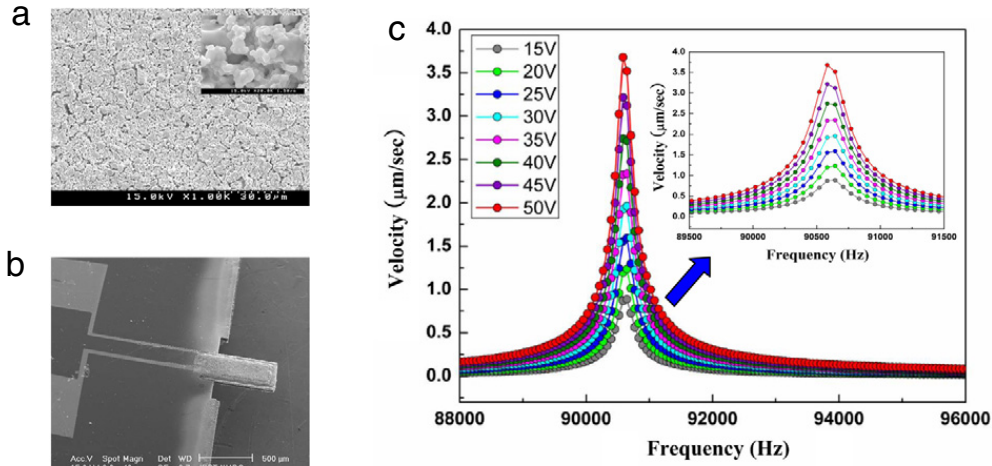 a
15.0kV X1.00K 30.0µm
b
Acc.V Spot Magn Det WD
500 µm
c
Velocity (µm/sec)
4.0
3.5
3.0
2.5
2.0
1.5
1.0
0.5
0.0
15V
20V
25V
30V
35V
40V
45V
50V
Velocity (µm/sec)
4.0
3.5
3.0
2.5
2.0
1.5
1.0
0.5
0.0
89500 90000 90500 91000 91500
Frequency (Hz)
88000 90000 92000 94000 96000
Frequency (Hz)